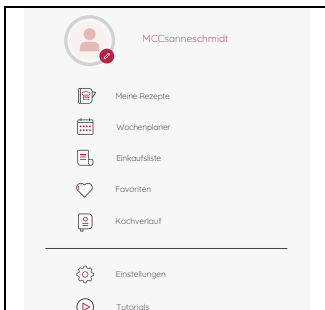 MCCsanneschmidt
Meine Rezepte
Wochenplaner
Einkaufsliste
Favoriten
Kochverlauf
Einstellungen
Tutorials